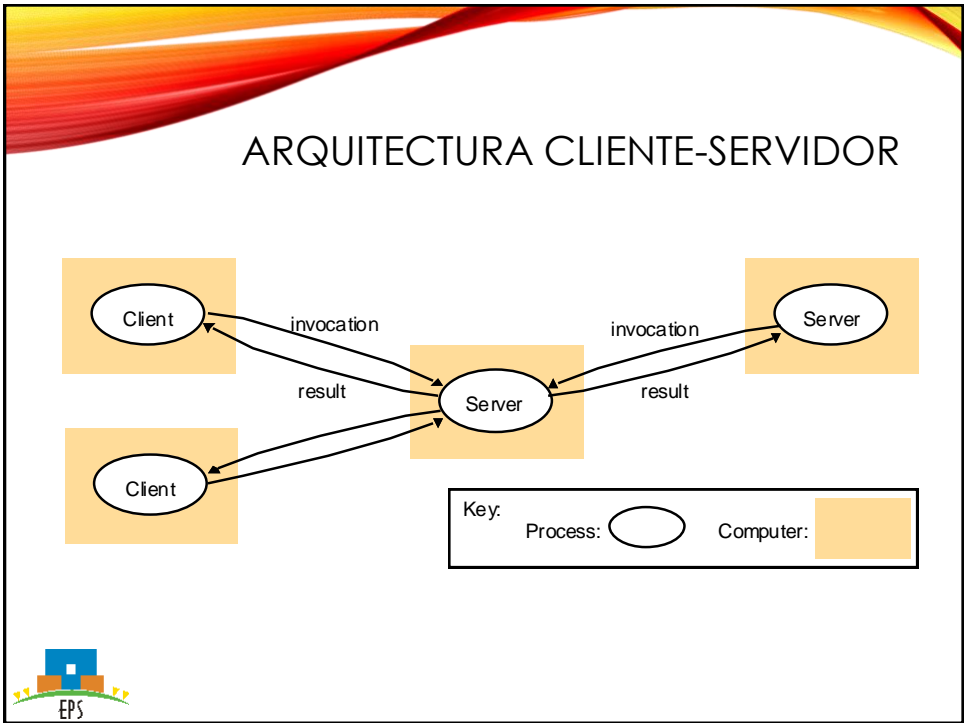 ARQUITECTURA CLIENTE-SERVIDOR
Client
invocation
result
Server
invocation
result
Server
Client
Key:
Process:
Computer:
EPS